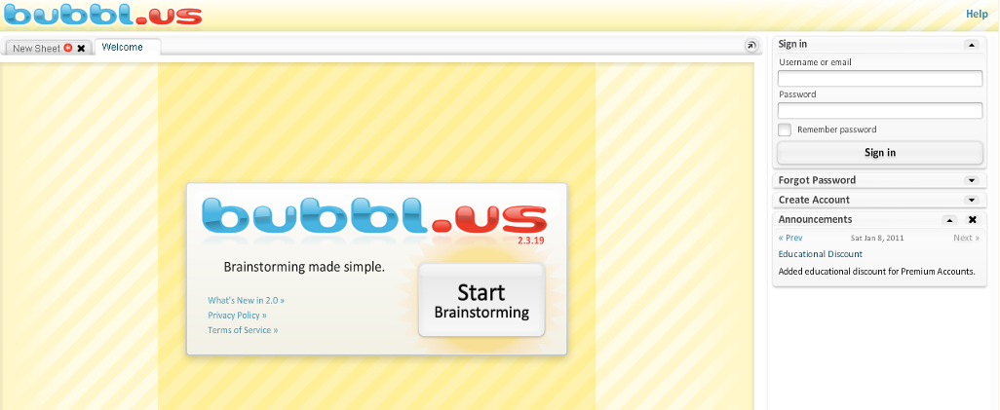 bubbl.us
Help
New Sheet
Welcome
Sign in
Username or email
Password
Remember password
Sign in
Forgot Password
Create Account
Announcements
« Prev
Sat Jan 8, 2011
Next »
Educational Discount
Added educational discount for Premium Accounts.
bubbl.us
2.3.19
Brainstorming made simple.
Start
Brainstorming
What's New in 2.0 »
Privacy Policy »
Terms of Service »